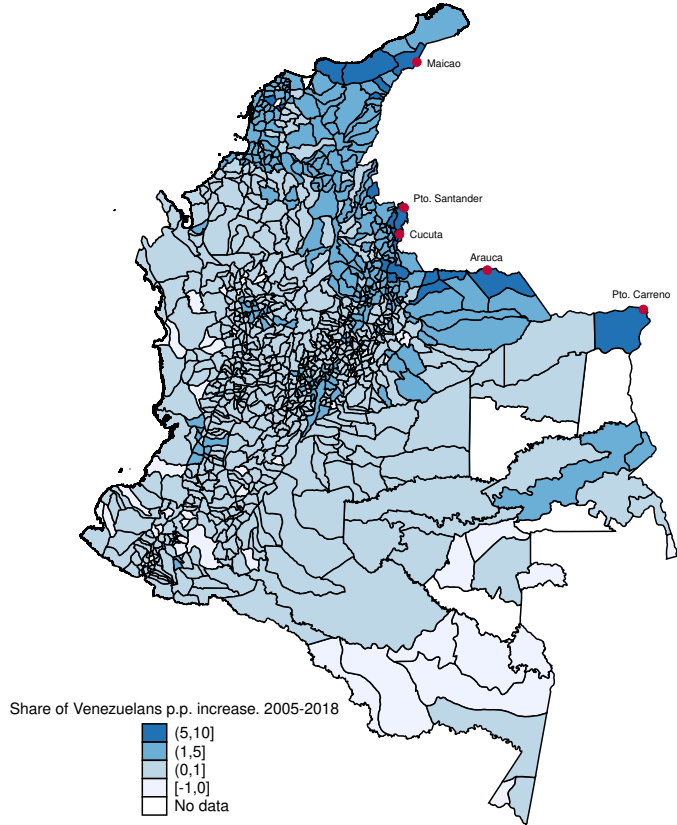 Maicao
Pto. Santander
Cucuta
Arauca
Pto. Carreno
Share of Venezuelans p.p. increase. 2005-2018
(5,10]
(1,5]
(0,1]
[-1,0]
No data